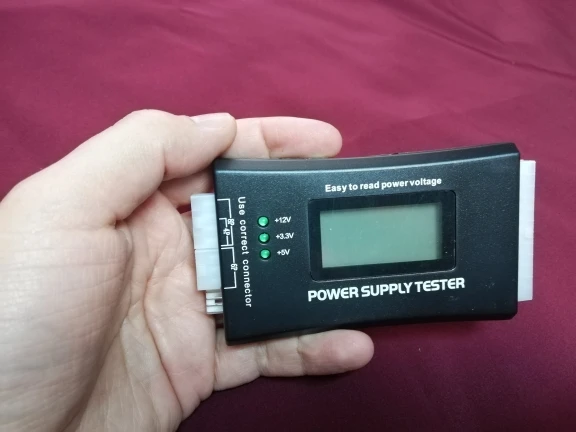 Easy to read power voltage
Use correct connector
+12V
+3.3V
+5V
POWER SUPPLY TESTER